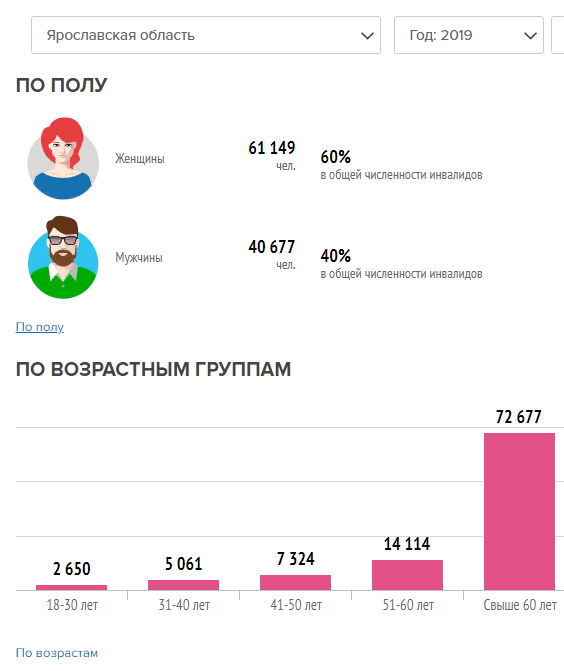 Ярославская область
Год: 2019
ПО ПОЛУ
Женщины
61 149
чел.
60%
в общей численности инвалидов
Мужчины
40 677
чел.
40%
в общей численности инвалидов
По полу
ПО ВОЗРАСТНЫМ ГРУППАМ
2 650 5 061 7 324 14 114 72 677
18-30 лет 31-40 лет 41-50 лет 51-60 лет Свыше 60 лет
По возрастам